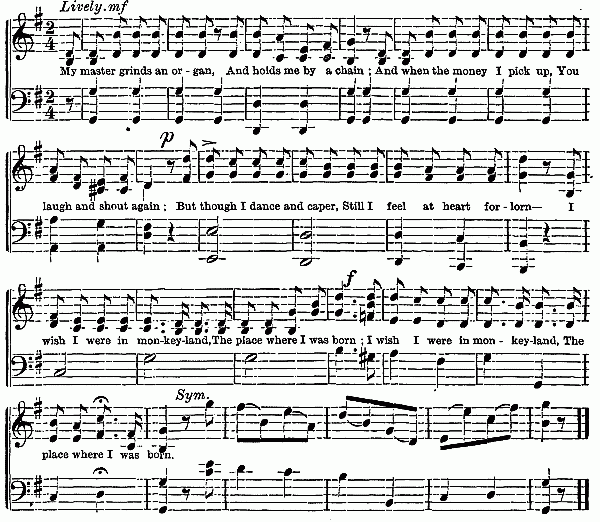 Lively. mf
My master grinds an or-gan, And holds me by a chain; And when the money I pick up, You
p
laugh and shout again; But though I dance and caper, Still I feel at heart for-lorn— I
f
wish I were in mon-key-land, The place where I was born; I wish I were in mon-key-land, The
Sym.
place where I was born.